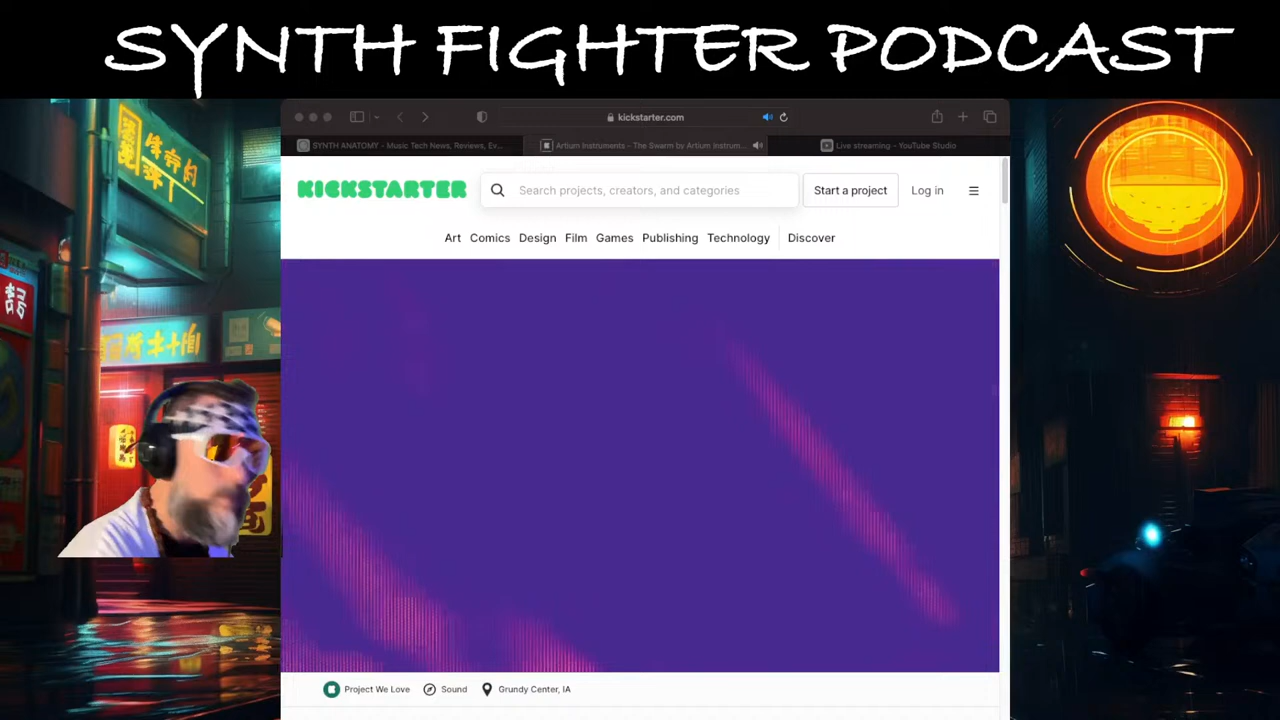 SYNTH FIGHTER PODCAST
kickstarter.com
SYNTH ANATOMY - Music Tech News, Reviews, Ev...
Artium Instruments - The Swarm by Artium Instrum...
Live streaming - YouTube Studio
KICKSTARTER
Search projects, creators, and categories
Start a project
Log in
Art Comics Design Film Games Publishing Technology Discover
Project We Love
Sound
Grundy Center, IA